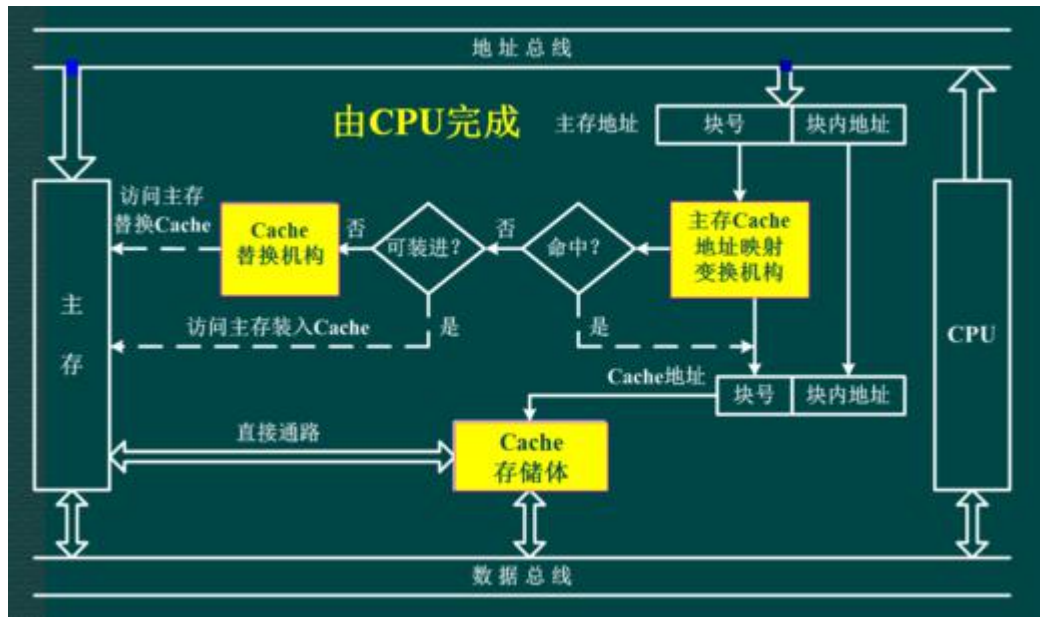 地址总线
由CPU完成
主存地址
块号
块内地址
访问主存
替换Cache
Cache
替换机构
否
可装进？
否
命中？
主存Cache
地址映射
变换机构
主
存
CPU
访问主存装入Cache
是
是
Cache地址
块号
块内地址
直接通路
Cache
存储体
数据总线